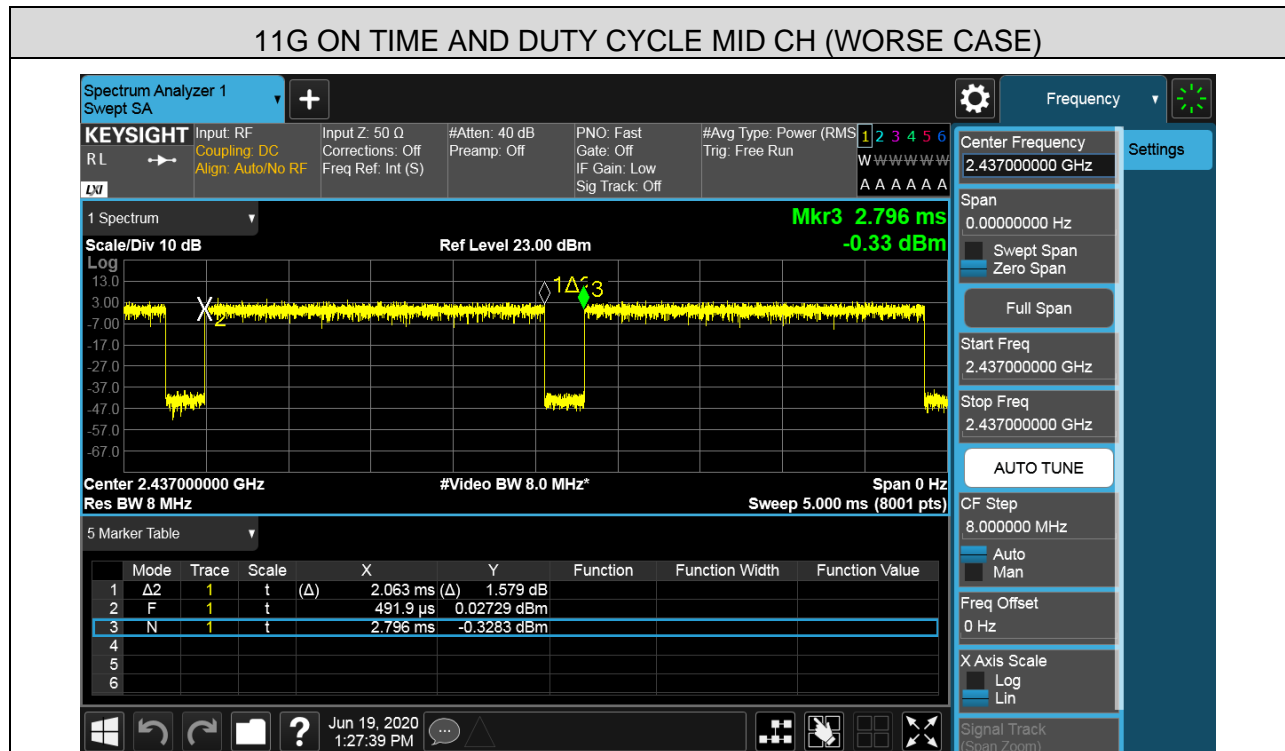 11G ON TIME AND DUTY CYCLE MID CH (WORSE CASE)
Spectrum Analyzer 1
Swept SA
+
Frequency
KEYSIGHT
RL
LXI
Input: RF
Coupling: DC
Align: Auto/No RF
Input Z: 50 Ω
Corrections: Off
Freq Ref: Int (S)
#Atten: 40 dB
Preamp: Off
PNO: Fast
Gate: Off
IF Gain: Low
Sig Track: Off
#Avg Type: Power (RMS
Trig: Free Run
1 2 3 4 5 6
W W W W W W
A A A A A A
1 Spectrum
Scale/Div 10 dB
Ref Level 23.00 dBm
Mkr3 2.796 ms
-0.33 dBm
Log
13.0
3.00
-7.00
-17.0
-27.0
-37.0
-47.0
-57.0
-67.0
X2
1Δ2
3
Center 2.437000000 GHz
Res BW 8 MHz
#Video BW 8.0 MHz*
Span 0 Hz
Sweep 5.000 ms (8001 pts)
5 Marker Table
Mode Trace Scale X Y Function Function Width Function Value
1 Δ2 1 t (Δ) 2.063 ms (Δ) 1.579 dB
2 F 1 t 491.9 µs 0.02729 dBm
3 N 1 t 2.796 ms -0.3283 dBm
4
5
6
?
Jun 19, 2020
1:27:39 PM
Center Frequency
2.437000000 GHz
Span
0.00000000 Hz
Swept Span
Zero Span
Full Span
Start Freq
2.437000000 GHz
Stop Freq
2.437000000 GHz
AUTO TUNE
CF Step
8.000000 MHz
Auto
Man
Freq Offset
0 Hz
X Axis Scale
Log
Lin
Signal Track
(Span Zoom)
Settings